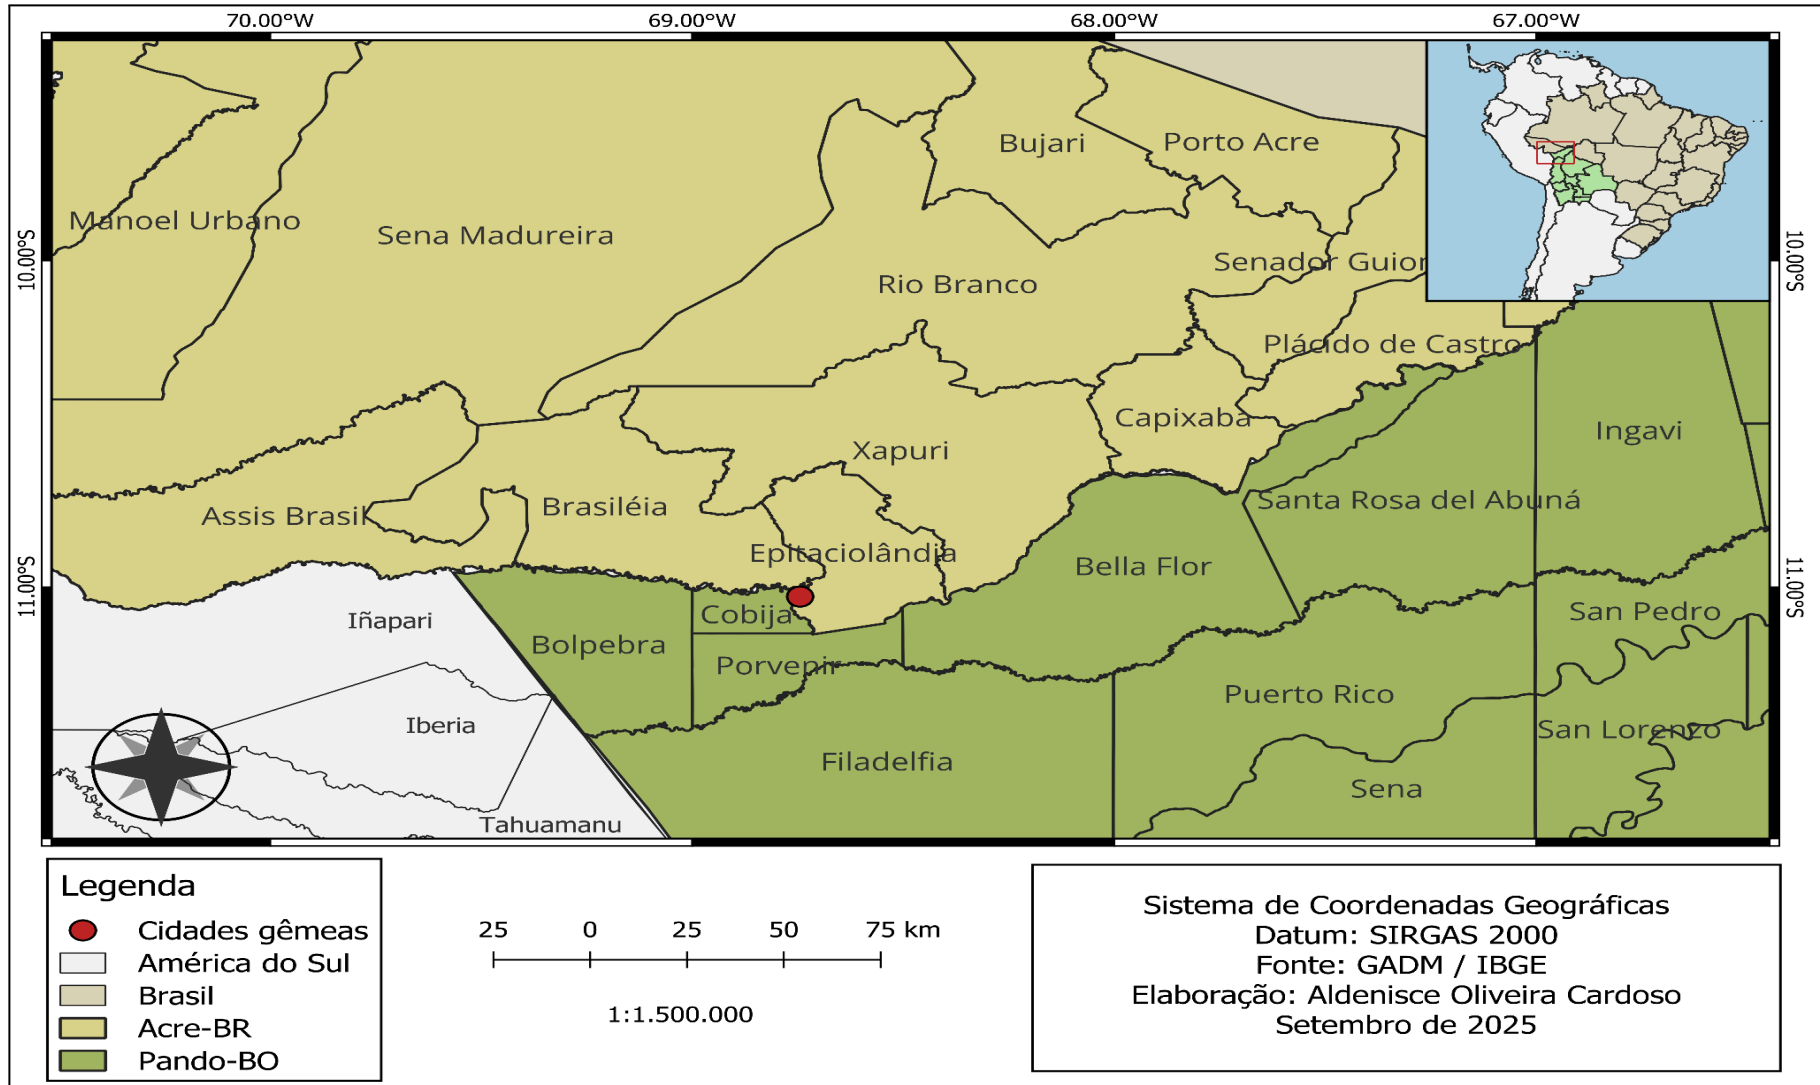 70.00°W
69.00°W
68.00°W
67.00°W
Bujari
Porto Acre
Manoel Urbano
Sena Madureira
10.00°S
10.00°S
Senador Guior
Rio Branco
Plácido de Castro
Capixaba
Ingavi
Xapuri
Santa Rosa del Abuná
Brasiléia
Assis Brasil
Epitaciolândia
Bella Flor
11.00°S
11.00°S
Cobija
San Pedro
Iñapari
Bolpebra
Porvenir
Puerto Rico
Iberia
San Lorenzo
Filadelfia
Sena
Tahuamanu
Legenda
Cidades gêmeas
América do Sul
Brasil
Acre-BR
Pando-BO
25 0 25 50 75 km
1:1.500.000
Sistema de Coordenadas Geográficas
Datum: SIRGAS 2000
Fonte: GADM / IBGE
Elaboração: Aldenisce Oliveira Cardoso
Setembro de 2025